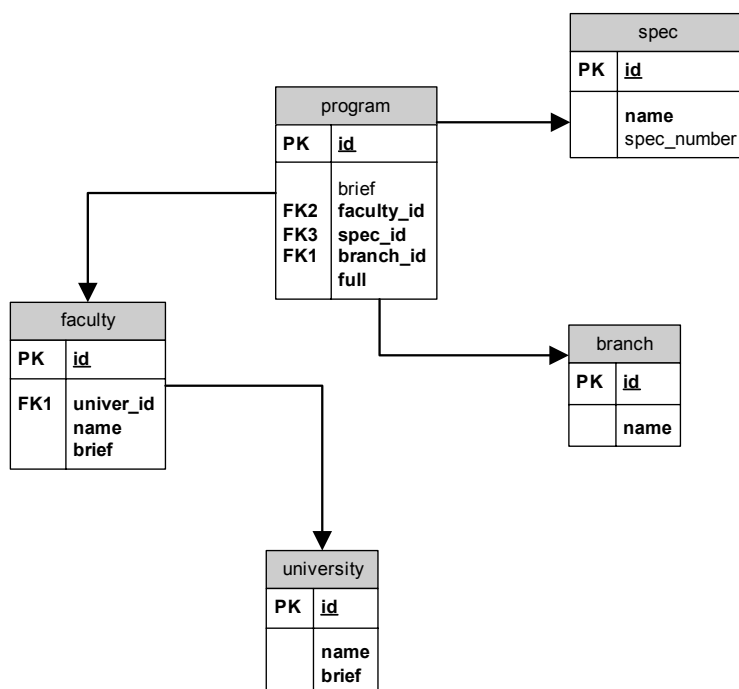 spec
PK id
name
spec_number
program
PK id
brief
FK2 faculty_id
FK3 spec_id
FK1 branch_id
full
faculty
PK id
FK1 univer_id
name
brief
branch
PK id
name
university
PK id
name
brief